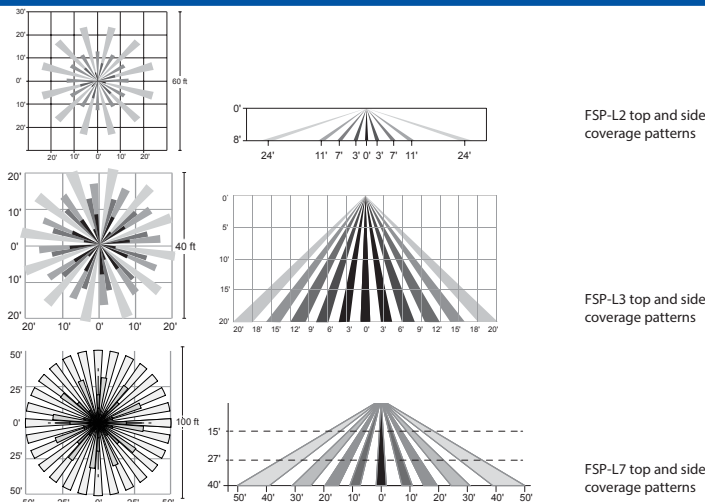 30'
20'
10'
0'
10'
20'
20' 10' 0' 10' 20'
60 ft
0'
8'
24' 11' 7' 3' 0' 3' 7' 11' 24'
FSP-L2 top and side
coverage patterns
20'
10'
0'
10'
20'
20' 10' 0' 10' 20'
40 ft
0'
5'
10'
15'
20'
20' 18' 15' 12' 9' 6' 3' 0' 3' 6' 9' 12' 15' 18' 20'
FSP-L3 top and side
coverage patterns
50'
25'
0'
25'
50'
50' 25' 0' 25' 50'
100 ft
15'
27'
40'
50' 40' 30' 20' 10' 0' 10' 20' 30' 40' 50'
FSP-L7 top and side
coverage patterns